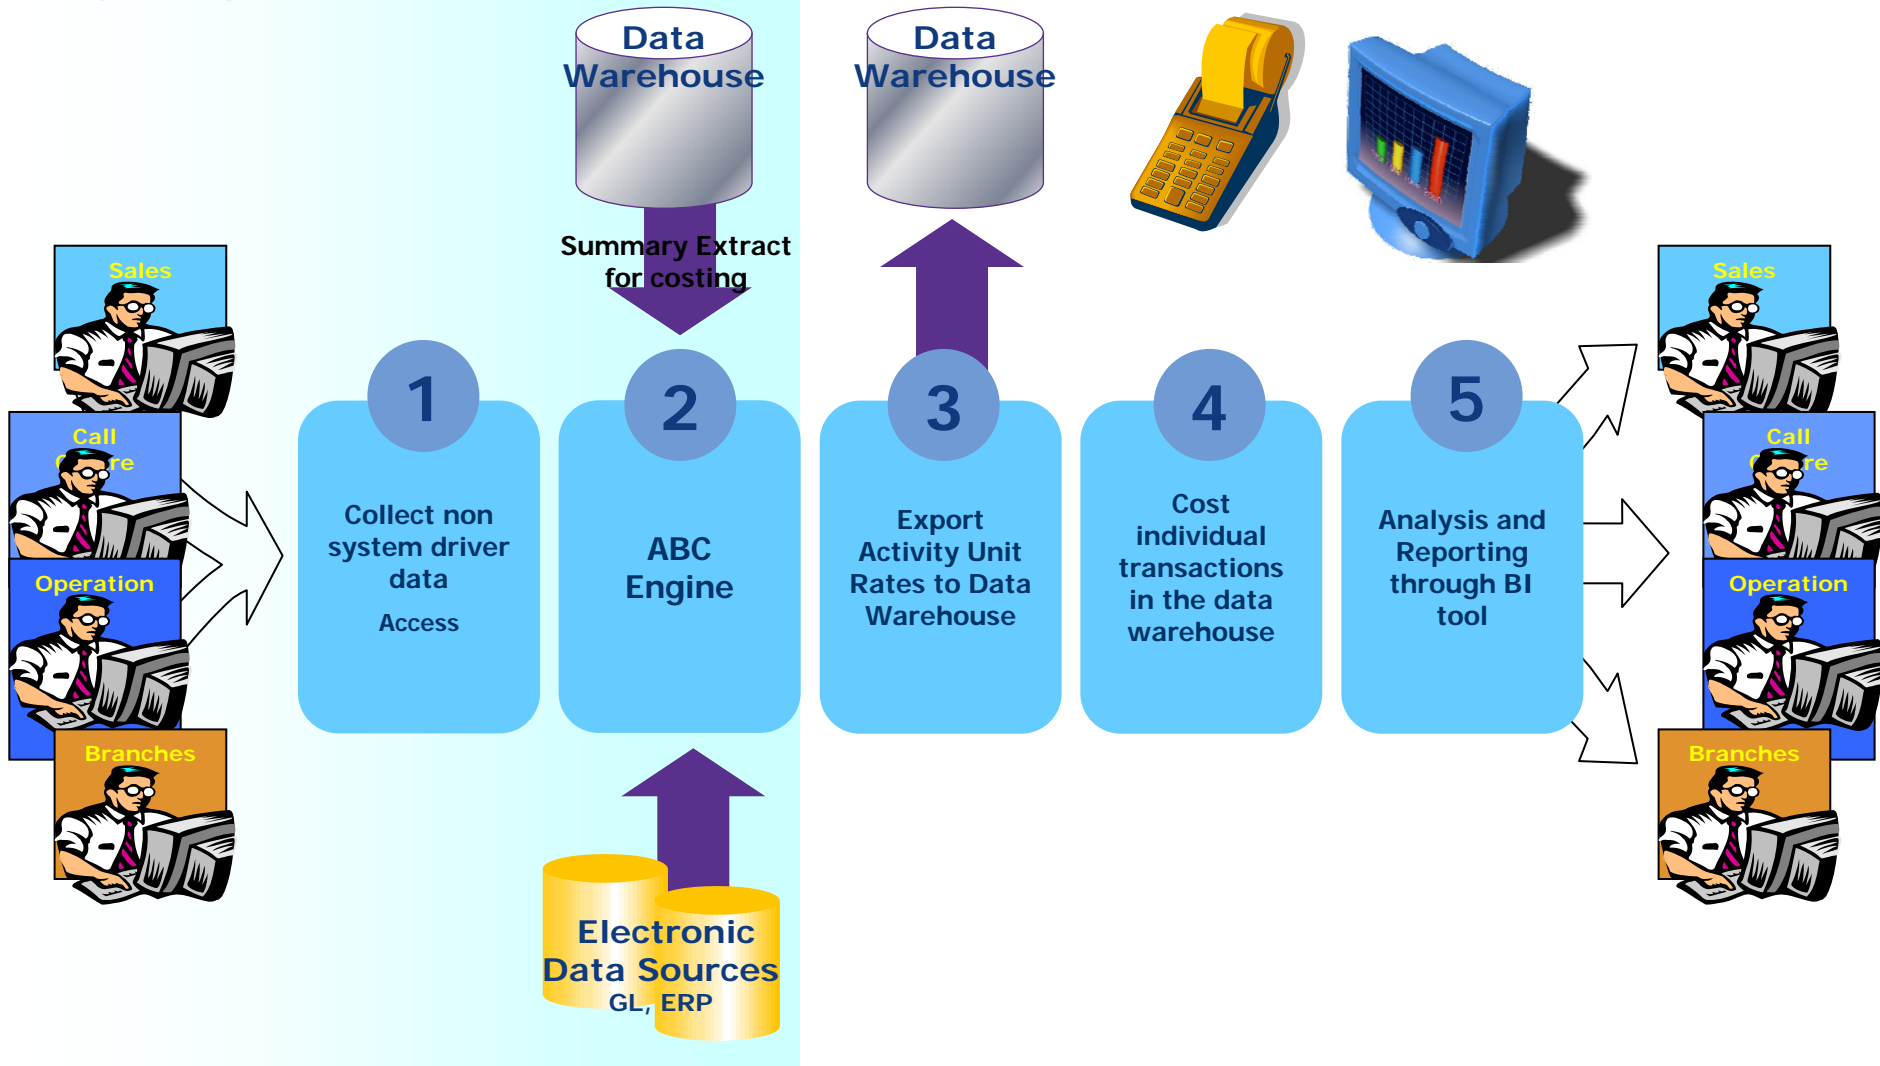 Data
Warehouse
Data
Warehouse
Summary Extract
for costing
Sales
Call
Operation
Branches
1
Collect non
system driver
data
Access
2
ABC
Engine
3
Export
Activity Unit
Rates to Data
Warehouse
4
Cost
individual
transactions
in the data
warehouse
5
Analysis and
Reporting
through BI
tool
Electronic
Data Sources
GL, ERP
Sales
Call
Operation
Branches